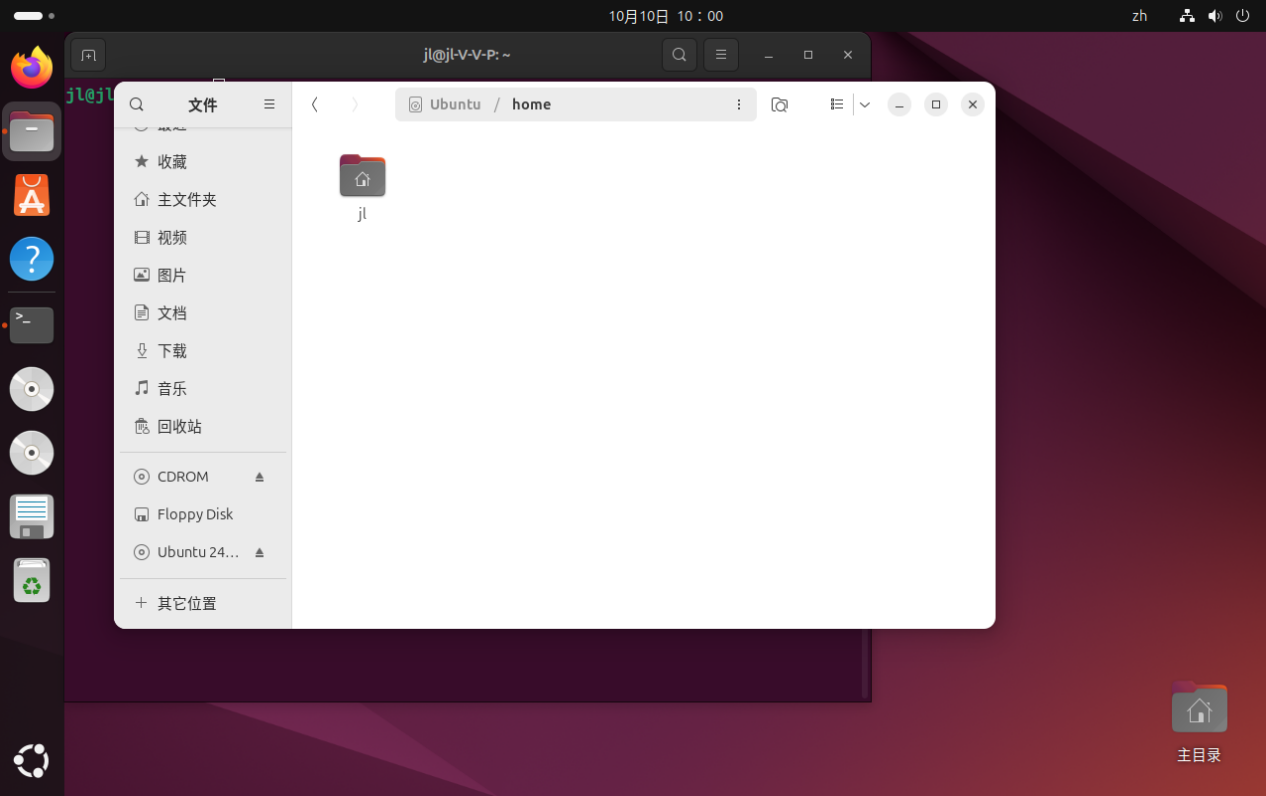 10月10日 10：00
zh
jl@jl-V-V-P: ~
jl@jl
文件
Ubuntu / home
最近
收藏
主文件夹
视频
图片
文档
下载
音乐
回收站
CDROM
Floppy Disk
Ubuntu 24…
其它位置
jl
主目录